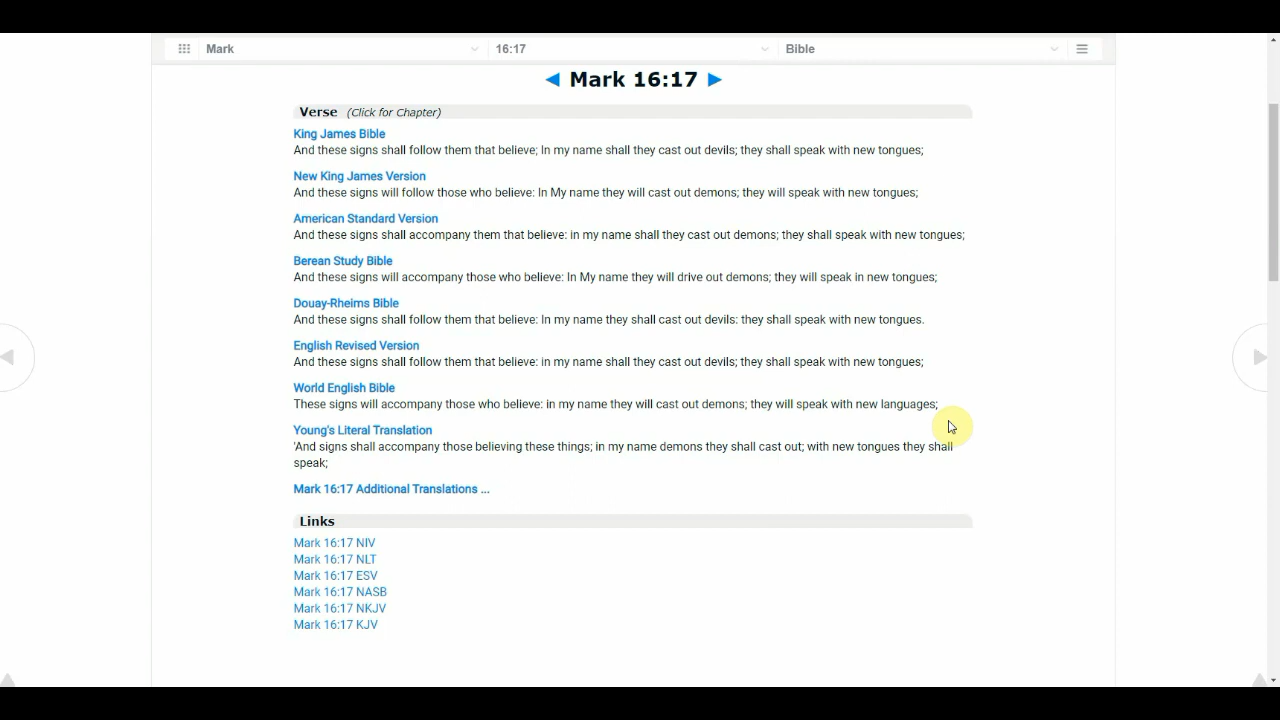 Mark 16:17 Bible
Mark 16:17
Verse (Click for Chapter)
King James Bible
And these signs shall follow them that believe; In my name shall they cast out devils; they shall speak with new tongues;
New King James Version
And these signs will follow those who believe: In My name they will cast out demons; they will speak with new tongues;
American Standard Version
And these signs shall accompany them that believe: in my name shall they cast out demons; they shall speak with new tongues;
Berean Study Bible
And these signs will accompany those who believe: In My name they will drive out demons; they will speak in new tongues;
Douay-Rheims Bible
And these signs shall follow them that believe: In my name they shall cast out devils: they shall speak with new tongues.
English Revised Version
And these signs shall follow them that believe: in my name shall they cast out devils; they shall speak with new tongues;
World English Bible
These signs will accompany those who believe: in my name they will cast out demons; they will speak with new languages;
Young's Literal Translation
'And signs shall accompany those believing these things; in my name demons they shall cast out; with new tongues they shall
speak;
Mark 16:17 Additional Translations ...
Links
Mark 16:17 NIV
Mark 16:17 NLT
Mark 16:17 ESV
Mark 16:17 NASB
Mark 16:17 NKJV
Mark 16:17 KJV